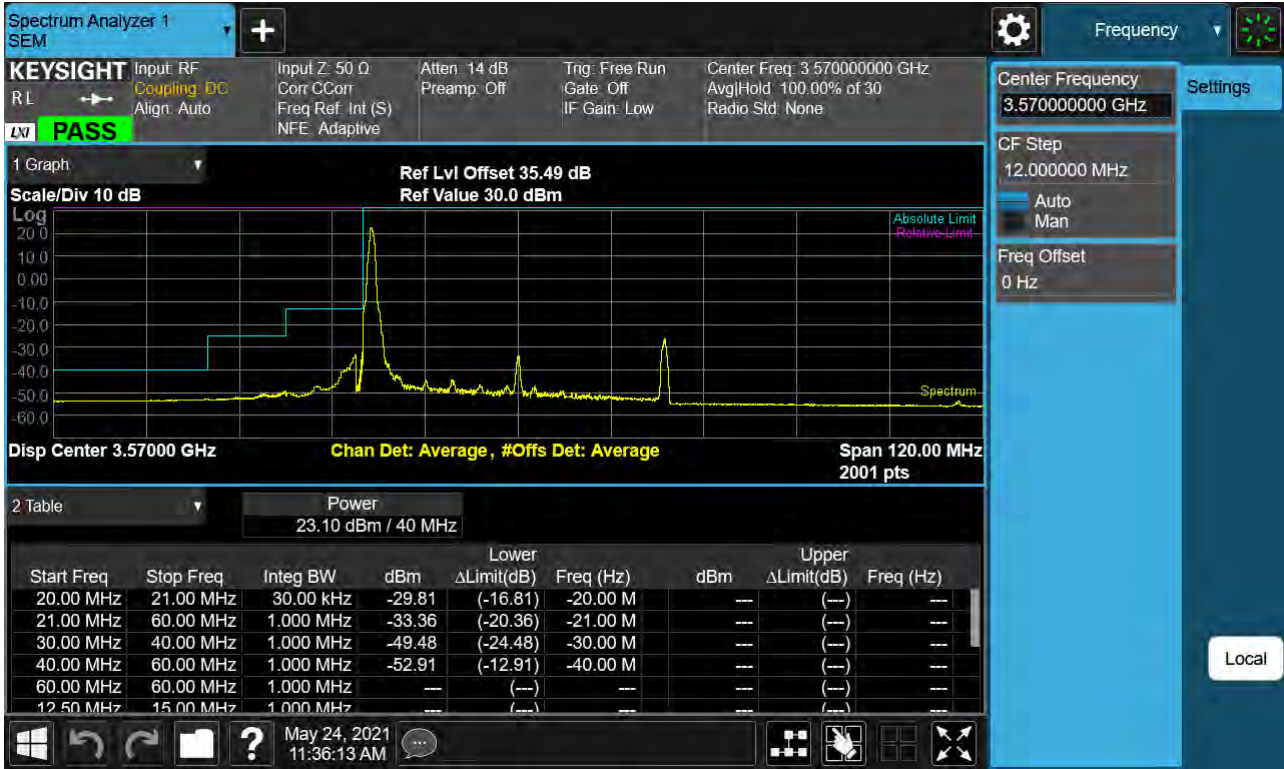 Spectrum Analyzer 1
SEM
Frequency
KEYSIGHT
Input: RF
Coupling: DC
Align: Auto
Input Z: 50 Ω
Corr CCorr
Freq Ref: Int (S)
NFE: Adaptive
Atten: 14 dB
Preamp: Off
Trig: Free Run
Gate: Off
IF Gain: Low
Center Freq: 3.570000000 GHz
Avg|Hold: 100.00% of 30
Radio Std: None
R L
LXI PASS
Center Frequency
3.570000000 GHz
Settings
CF Step
12.000000 MHz
Auto
Man
Freq Offset
0 Hz
1 Graph
Scale/Div 10 dB
Ref Lvl Offset 35.49 dB
Ref Value 30.0 dBm
Log
Absolute Limit
Relative Limit
20.0
10.0
0.00
-10.0
-20.0
-30.0
-40.0
-50.0
-60.0
Spectrum
Disp Center 3.57000 GHz
Chan Det: Average, #Offs Det: Average
Span 120.00 MHz
2001 pts
2 Table
Power
23.10 dBm / 40 MHz
Lower Upper
Start Freq Stop Freq Integ BW dBm ΔLimit(dB) Freq (Hz) dBm ΔLimit(dB) Freq (Hz)
20.00 MHz 21.00 MHz 30.00 kHz -29.81 (-16.81) -20.00 M --- (---) ---
21.00 MHz 60.00 MHz 1.000 MHz -33.36 (-20.36) -21.00 M --- (---) ---
30.00 MHz 40.00 MHz 1.000 MHz -49.48 (-24.48) -30.00 M --- (---) ---
40.00 MHz 60.00 MHz 1.000 MHz -52.91 (-12.91) -40.00 M --- (---) ---
60.00 MHz 60.00 MHz 1.000 MHz --- (---) --- --- (---) ---
12.50 MHz 15.00 MHz 1.000 MHz --- (---) --- --- (---) ---
Local
May 24, 2021
11:36:13 AM